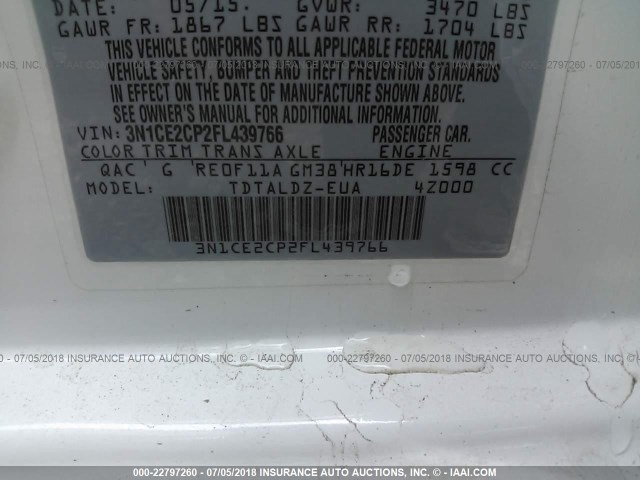 DATE: 05/15. GVWR: 3470 LBS
GAWR FR: 1867 LBS GAWR RR: 1704 LBS
THIS VEHICLE CONFORMS TO ALL APPLICABLE FEDERAL MOTOR
VEHICLE SAFETY, BUMPER AND THEFT PREVENTION STANDARDS
IN EFFECT ON THE DATE OF MANUFACTURE SHOWN ABOVE.
SEE OWNER'S MANUAL FOR ADDITIONAL INFORMATION.
VIN: 3N1CE2CP2FL439766 PASSENGER CAR.
COLOR TRIM TRANS AXLE ENGINE
QAC G RE0F11A GM38 HR16DE 1598 CC
MODEL: TDTALDZ-EUA 42000
3N1CE2CP2FL439766
00-22797260 - 07/05/2018 INSURANCE AUTO AUCTIONS, INC. - © IAAI.COM
000-22797260 - 07/05/2018 INSURANCE AUTO AUCTIONS, INC. - ©
000-22797260 - 07/05/2018 INSURANCE AUTO AUCTIONS, INC. - © IAAI.COM